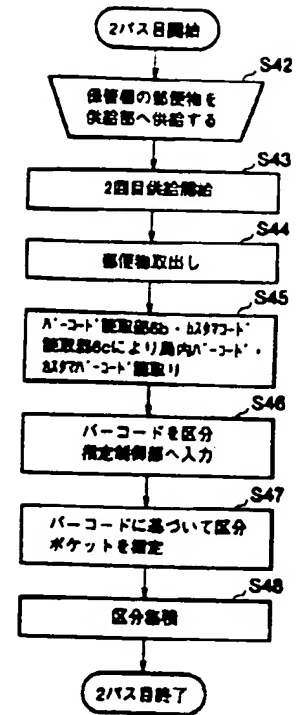 2パス目開始
S42
保管棚の郵便物を
供給部へ供給する
S43
2回目供給開始
S44
郵便物取出し
S45
バーコード読取部6b・カスタマコード
読取部6cにより局内バーコード・
カスタマバーコード読取り
S46
バーコードを区分
指定制御部へ入力
S47
バーコードに基づいて区分
ポケットを指定
S48
区分集積
2パス目終了